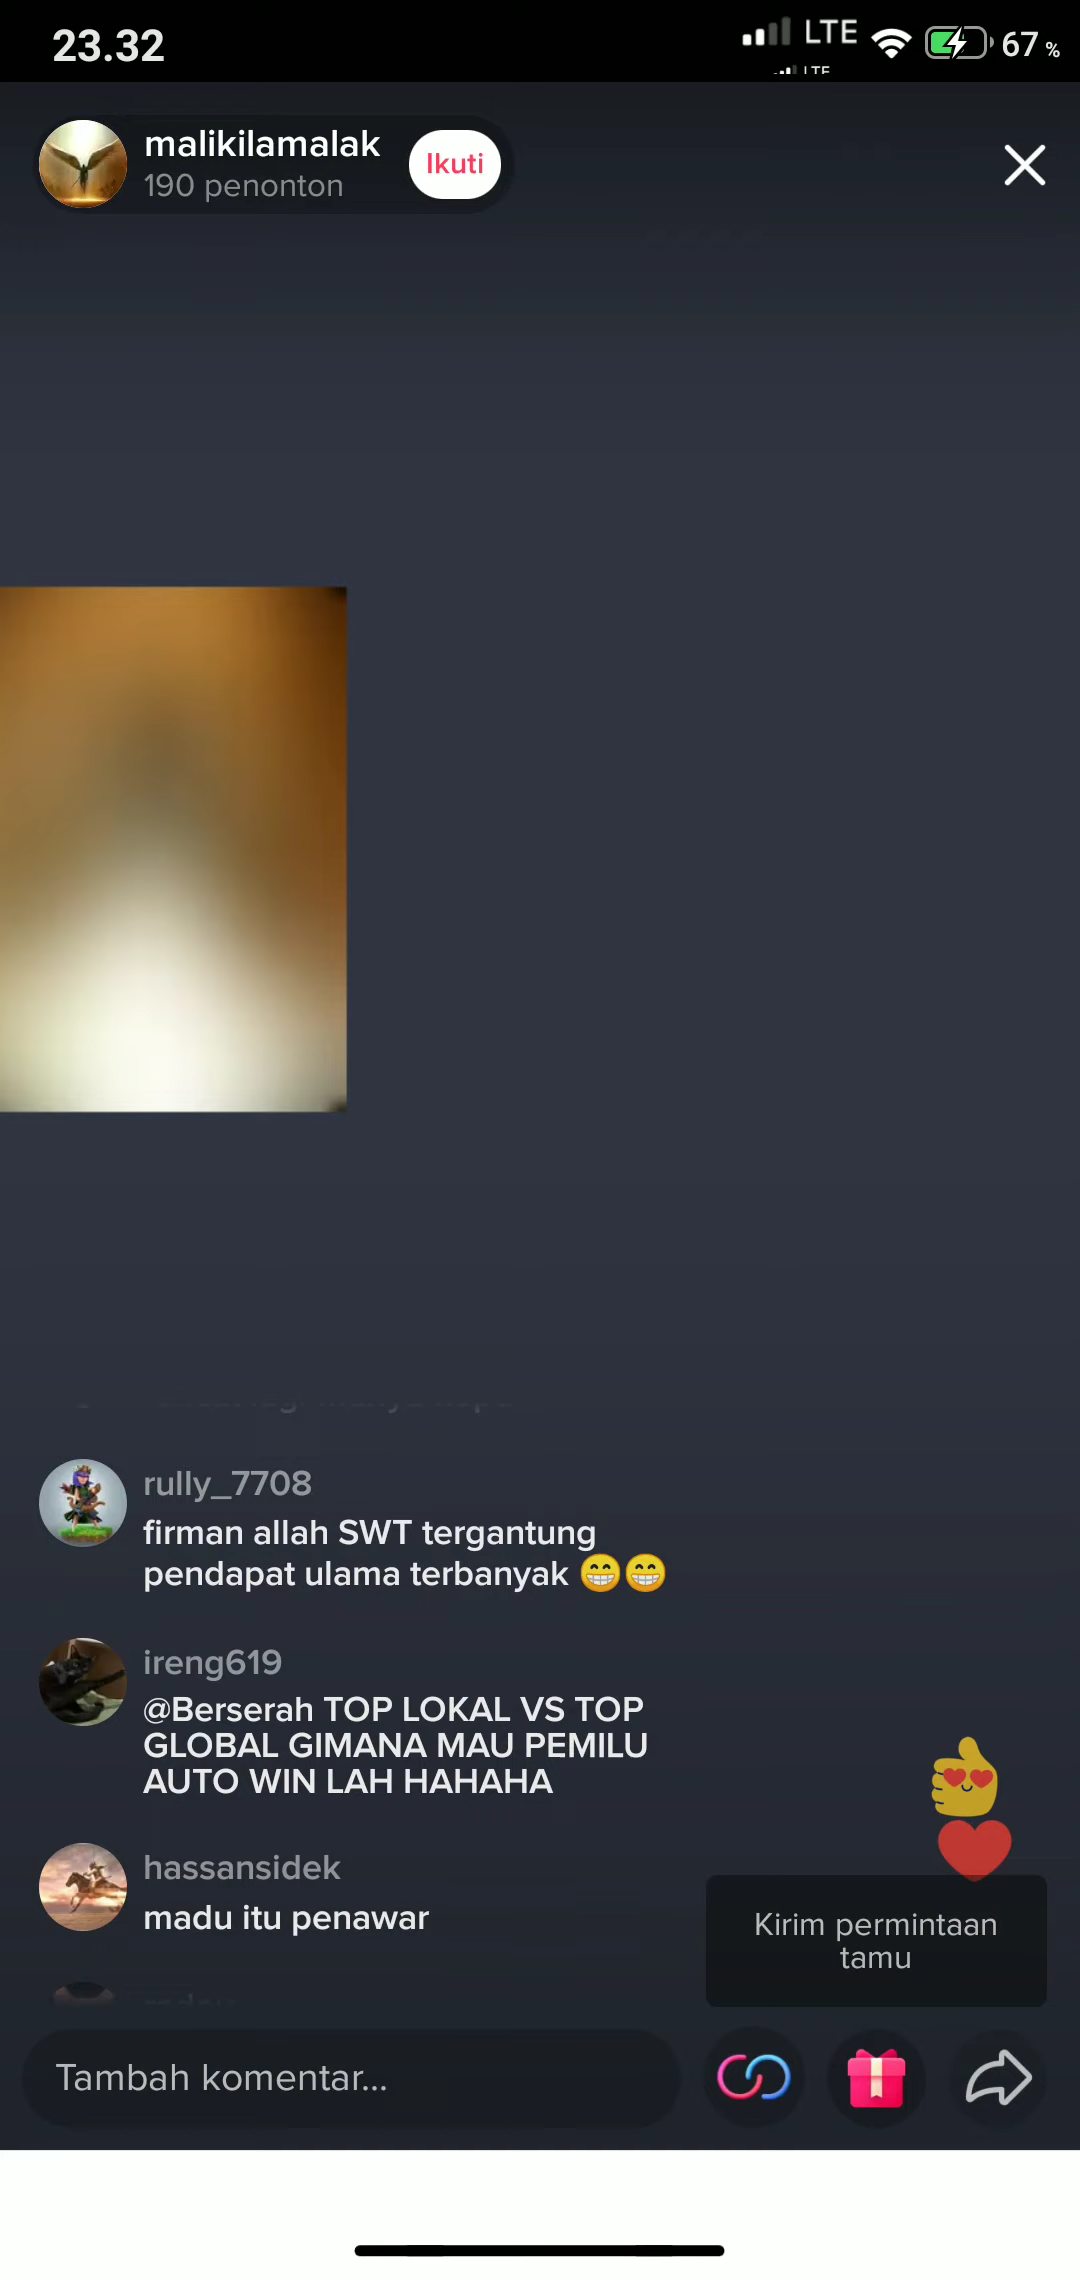 23.32
LTE
67 %
LTE
malikilamalak
190 penonton
Ikuti
rully_7708
firman allah SWT tergantung
pendapat ulama terbanyak 😁😁
ireng619
@Berserah TOP LOKAL VS TOP
GLOBAL GIMANA MAU PEMILU
AUTO WIN LAH HAHAHA
hassansidek
madu itu penawar
Kirim permintaan
tamu
Tambah komentar...